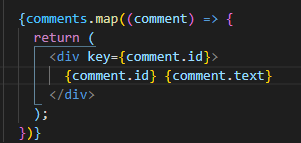 {comments.map((comment) => {
return (
<div key={comment.id}>
{comment.id} {comment.text}
</div>
);
})}